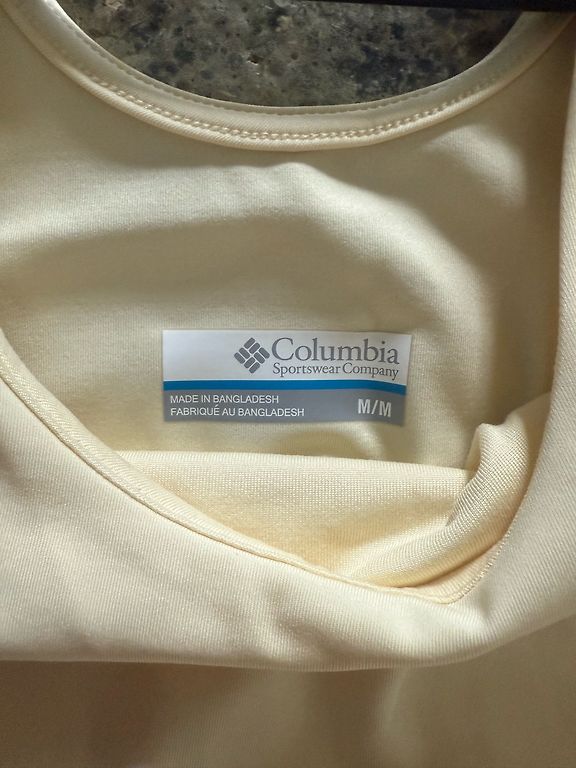 Columbia
Sportswear Company
MADE IN BANGLADESH
FABRIQUÉ AU BANGLADESH
M/M